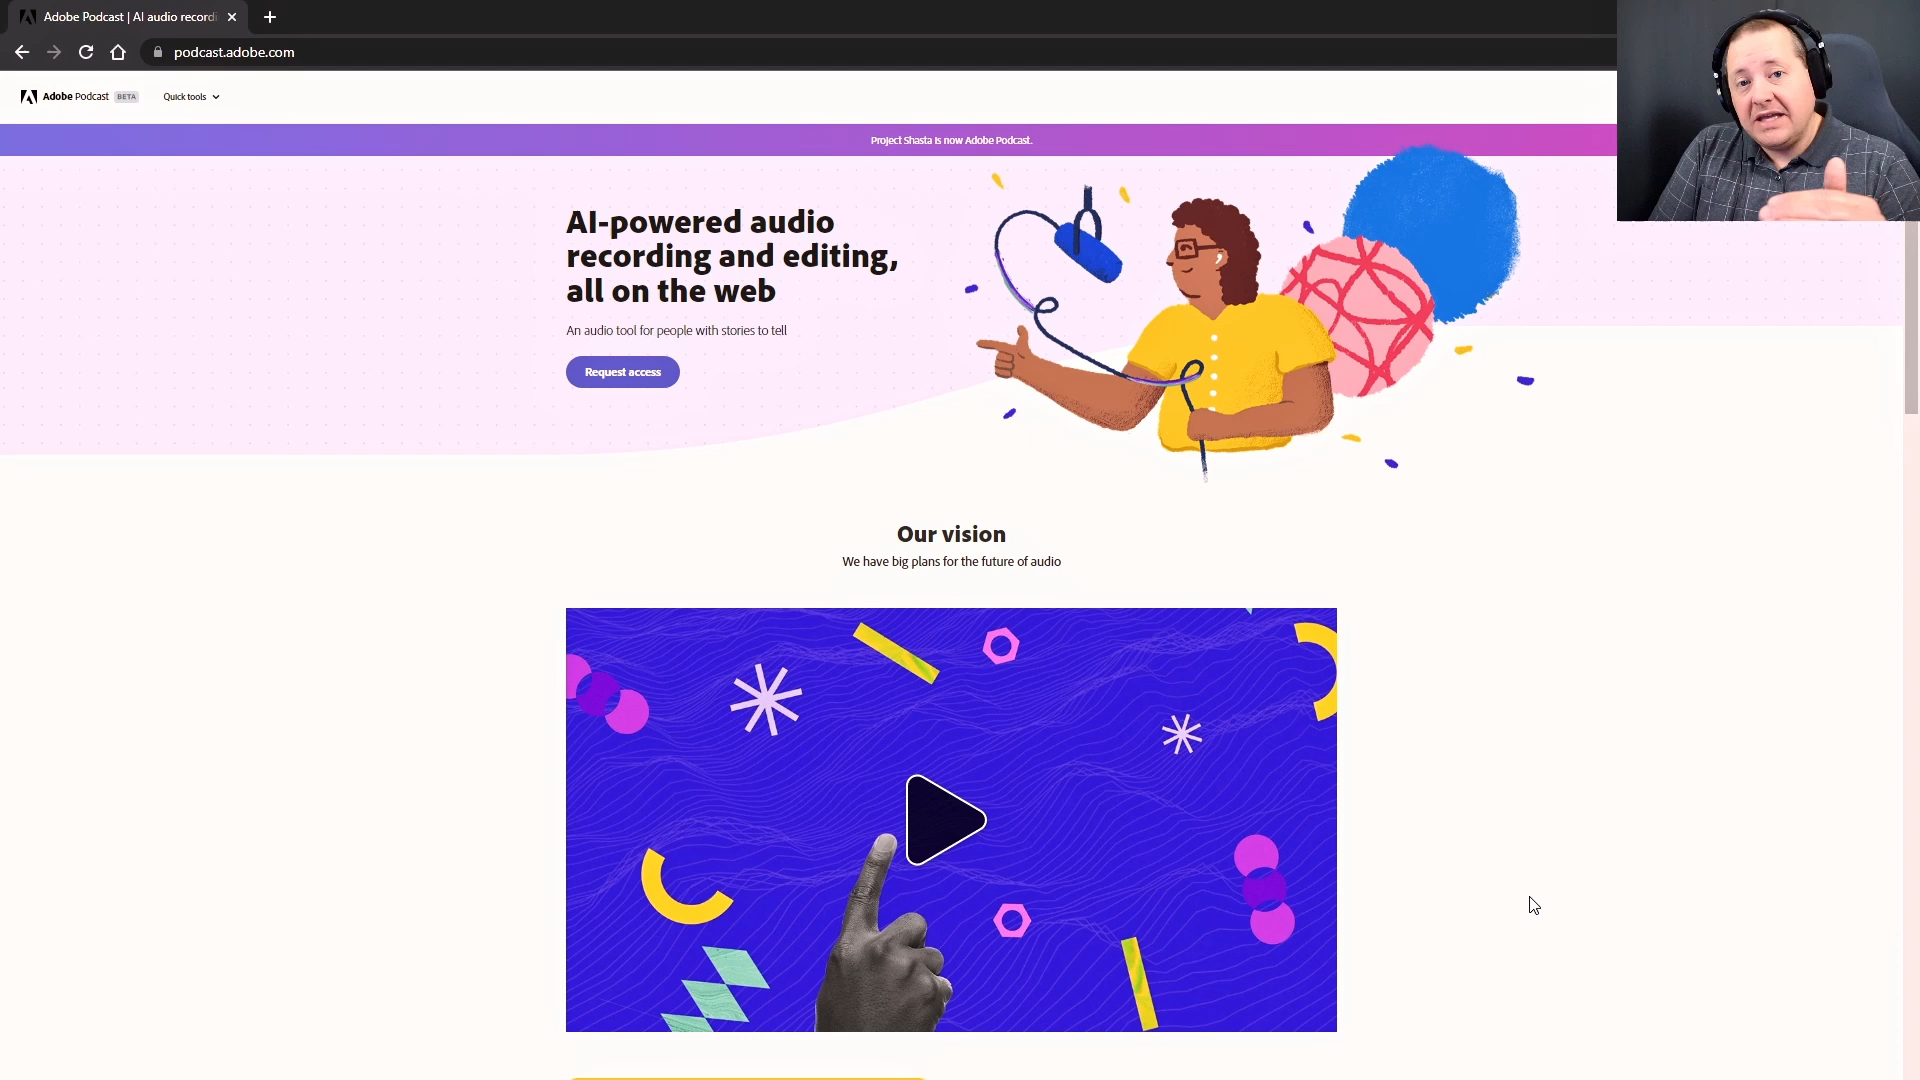 Adobe Podcast | AI audio recordi
podcast.adobe.com
Adobe Podcast BETA
Quick tools
Project Shasta is now Adobe Podcast.
AI-powered audio
recording and editing,
all on the web
An audio tool for people with stories to tell
Request access
Our vision
We have big plans for the future of audio